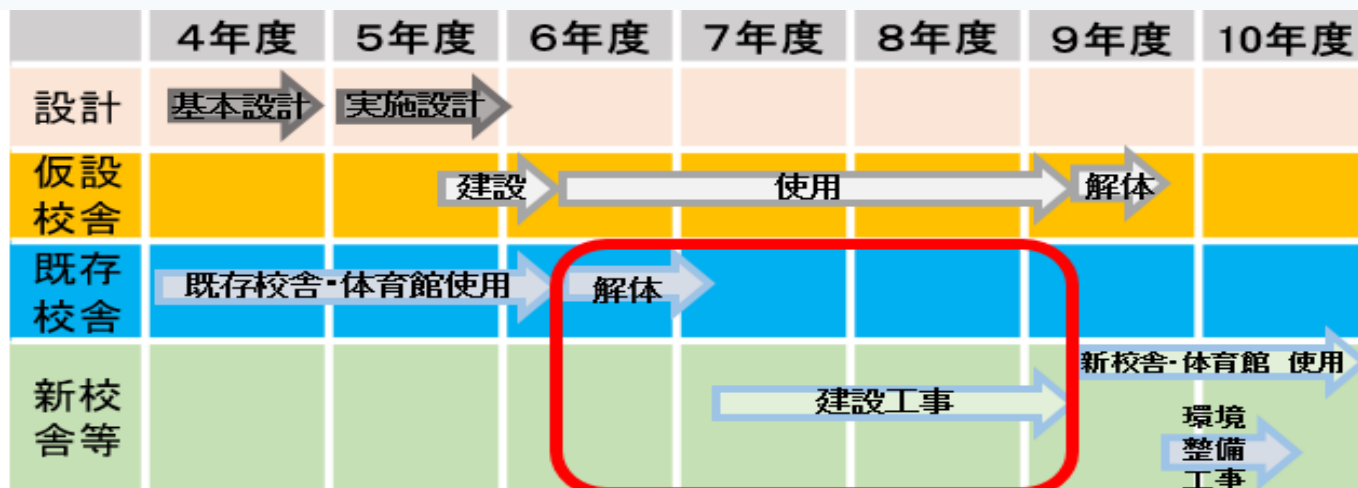 4年度 5年度 6年度 7年度 8年度 9年度 10年度
設計 基本設計 実施設計
仮設
校舎
建設 使用 解体
既存
校舎
既存校舎・体育館使用 解体
新校
舎等
建設工事
新校舎・体育館 使用
環境
整備
工事